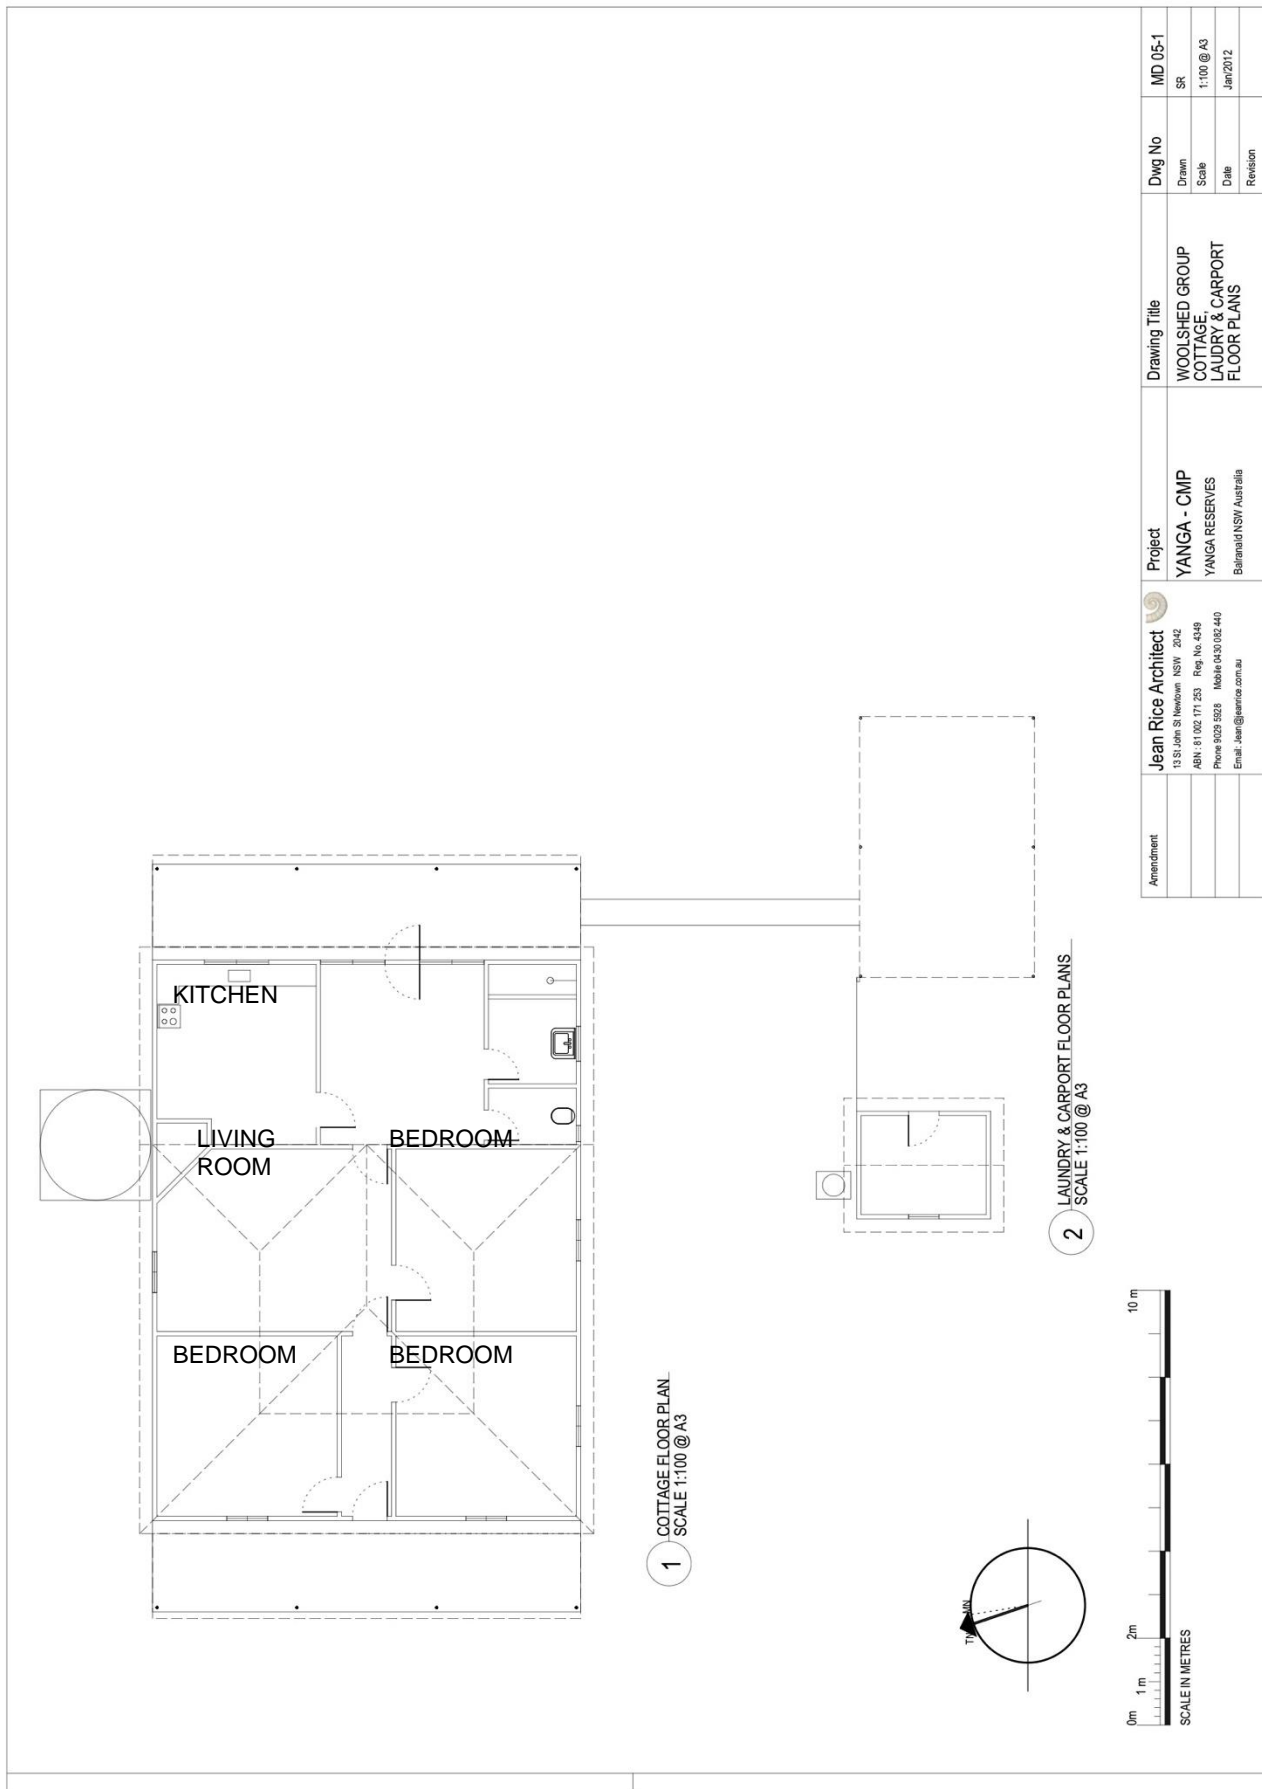 KITCHEN
LIVING
ROOM
BEDROOM
BEDROOM
BEDROOM
1
COTTAGE FLOOR PLAN
SCALE 1:100 @ A3
2
LAUNDRY & CARPORT FLOOR PLANS
SCALE 1:100 @ A3
TN
MN
0m
1 m
2m
10 m
SCALE IN METRES
Amendment
Jean Rice Architect
13 St John St Newtown NSW 2042
ABN : 81 002 171 253 Reg. No. 4349
Phone 9029 5928 Mobile 0430 082 440
Email: Jean@jeanrice.com.au
Project
YANGA - CMP
YANGA RESERVES
Balranald NSW Australia
Drawing Title
WOOLSHED GROUP
COTTAGE,
LAUDRY & CARPORT
FLOOR PLANS
Dwg No
MD 05-1
Drawn
SR
Scale
1:100 @ A3
Date
Jan/2012
Revision